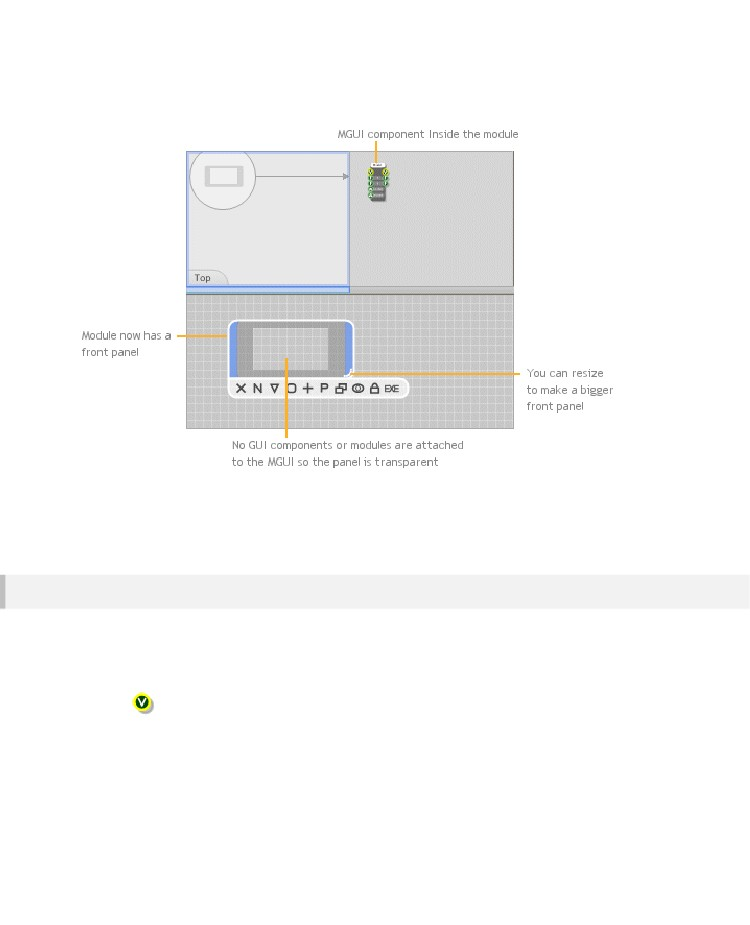 MGUI component Inside the module
Top
Module now has a
front panel
You can resize
to make a bigger
front panel
N P EXE
No GUI components or modules are attached
to the MGUI so the panel is transparent
V